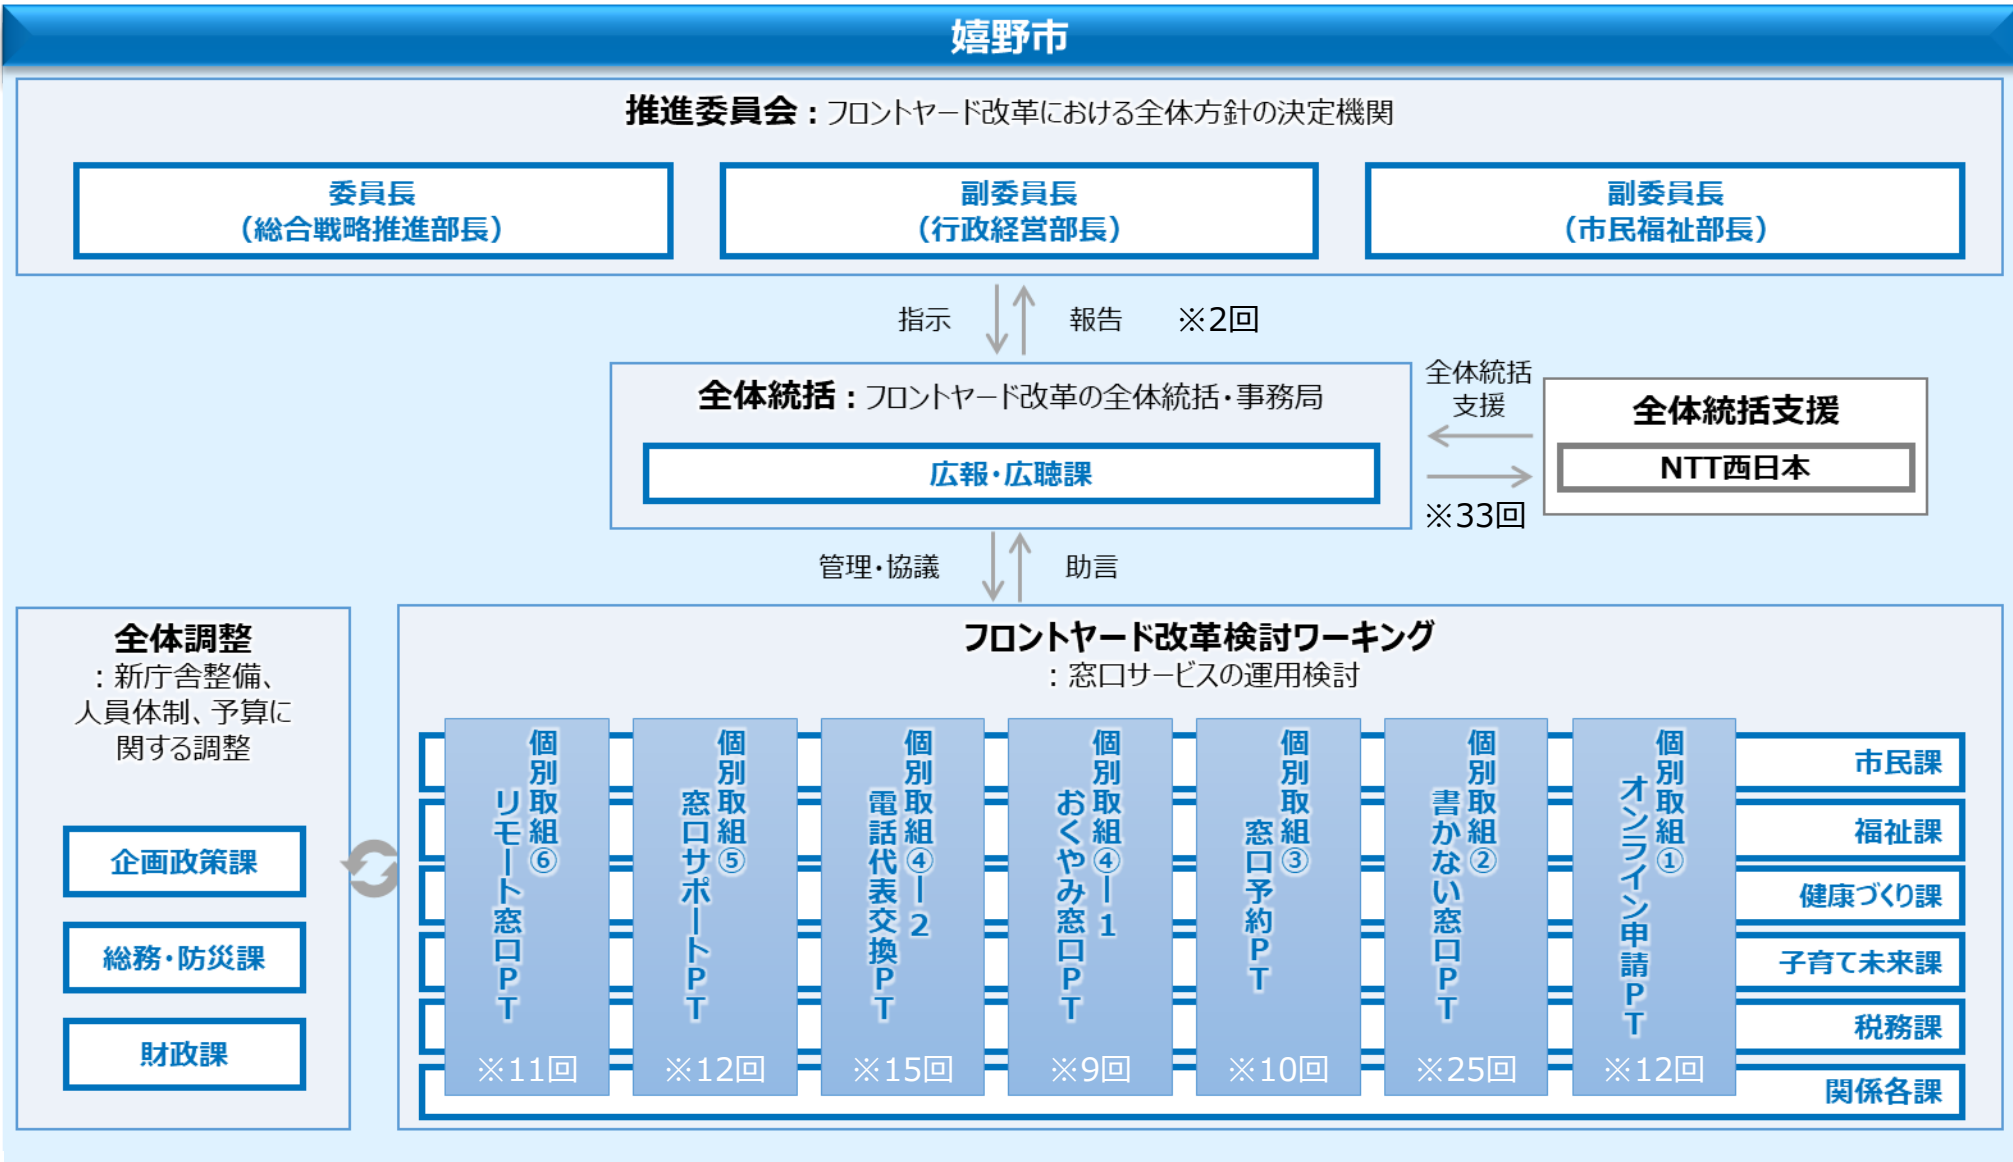 嬉野市
推進委員会：フロントヤード改革における全体方針の決定機関
委員長
（総合戦略推進部長）
副委員長
（行政経営部長）
副委員長
（市民福祉部長）
指示
報告
※2回
全体統括：フロントヤード改革の全体統括・事務局
広報・広聴課
全体統括
支援
※33回
全体統括支援
NTT西日本
管理・協議
助言
全体調整
：新庁舎整備、
人員体制、予算に
関する調整
企画政策課
総務・防災課
財政課
フロントヤード改革検討ワーキング
：窓口サービスの運用検討
個別取組①
オンライン申請PT
※12回
個別取組②
書かない窓口PT
※25回
個別取組③
窓口予約PT
※10回
個別取組④ー1
おくやみ窓口PT
※9回
個別取組④ー2
電話代表交換PT
※15回
個別取組⑤
窓口サポートPT
※12回
個別取組⑥
リモート窓口PT
※11回
市民課
福祉課
健康づくり課
子育て未来課
税務課
関係各課